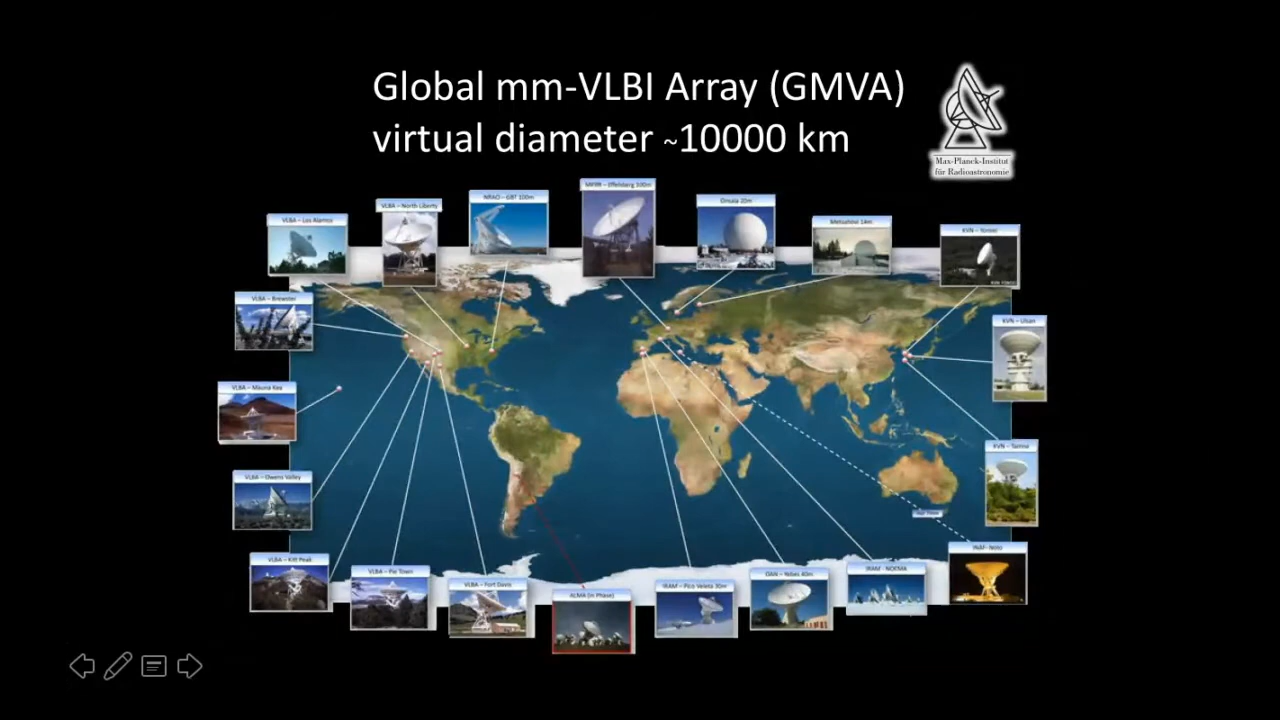 Global mm-VLBI Array (GMVA)
virtual diameter ~10000 km
Max-Planck-Institut
für Radioastronomie
MPIfR – Effelsberg 100m
NRAO – GBT 100m
Onsala 20m
VLBA – North Liberty
VLBA – Los Alamos
Metsahovi 14m
KVN – Yonsei
VLBA – Brewster
KVN – Ulsan
VLBA – Mauna Kea
KVN – Tamna
VLBA – Owens Valley
INAF- Noto
VLBA – Kitt Peak
VLBA – Pie Town
IRAM - NOEMA
OAN – Yebes 40m
VLBA – Fort Davis
IRAM – Pico Veleta 30m
ALMA (in Phase)